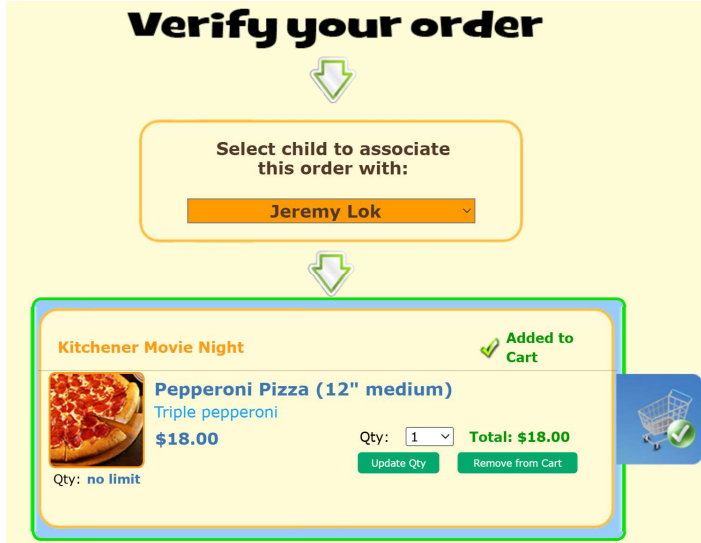 Verify your order
Select child to associate
this order with:
Jeremy Lok
Kitchener Movie Night
Added to
Cart
Pepperoni Pizza (12" medium)
Triple pepperoni
$18.00
Qty: 1
Total: $18.00
Update Qty
Remove from Cart
Qty: no limit